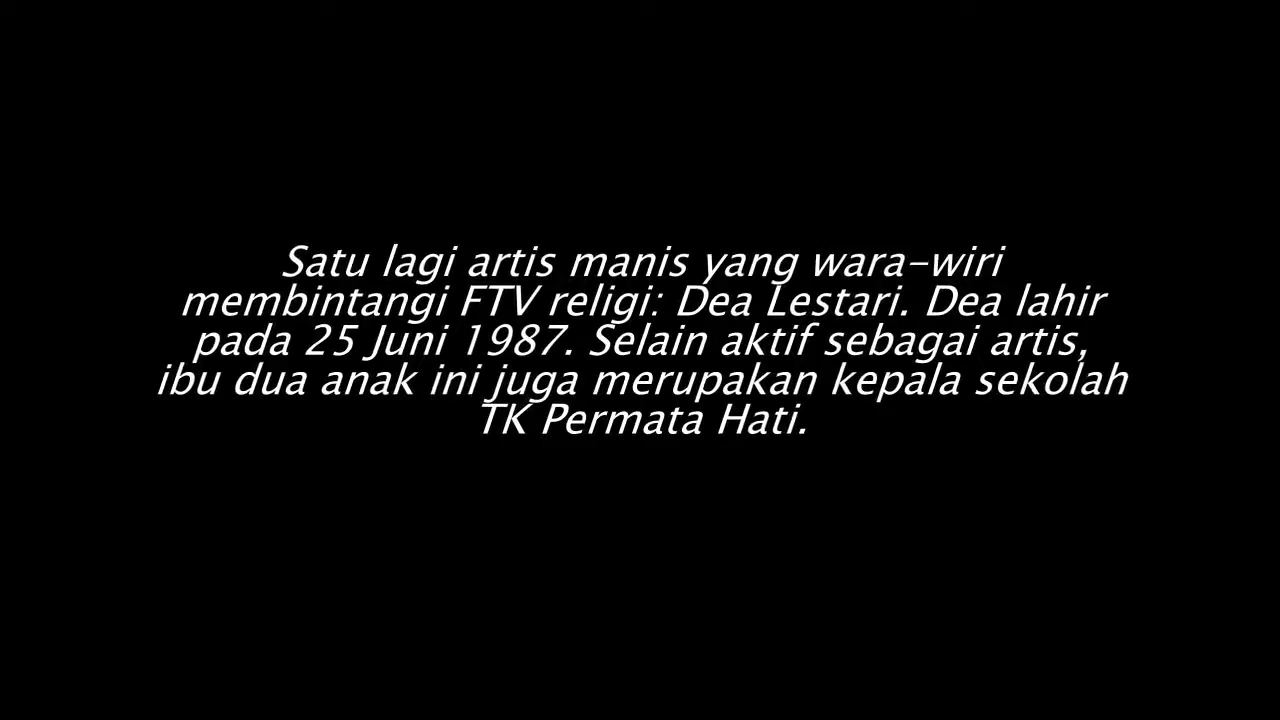 Satu lagi artis manis yang wara-wiri
membintangi FTV religi: Dea Lestari. Dea lahir
pada 25 Juni 1987. Selain aktif sebagai artis,
ibu dua anak ini juga merupakan kepala sekolah
TK Permata Hati.